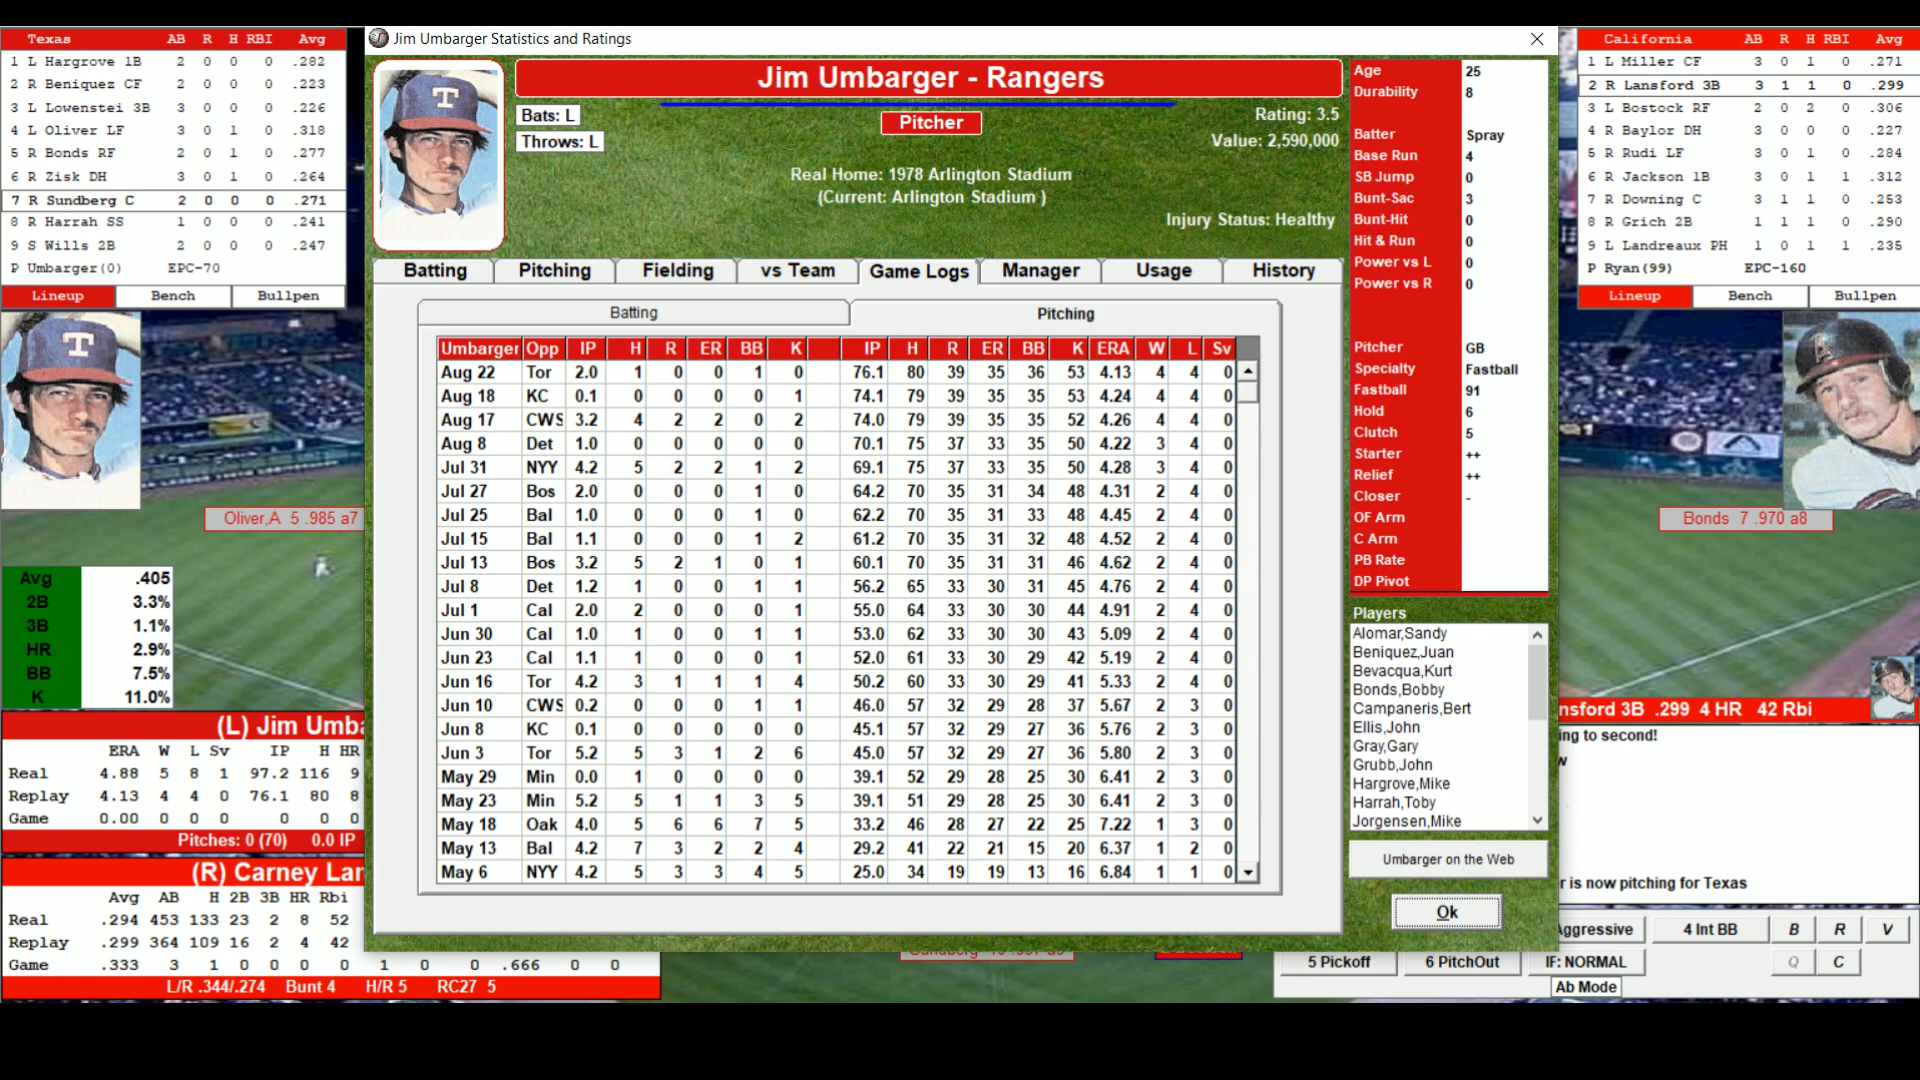 Jim Umbarger Statistics and Ratings
Texas AB R H RBI Avg
1 L Hargrove 1B 2 0 0 0 .282
2 R Beniquez CF 2 0 0 0 .223
3 L Lowenstei 3B 3 0 0 0 .226
4 L Oliver LF 3 0 1 0 .318
5 R Bonds RF 2 0 1 0 .277
6 R Zisk DH 3 0 1 0 .264
7 R Sundberg C 2 0 0 0 .271
8 R Harrah SS 1 0 0 0 .241
9 S Wills 2B 2 0 0 0 .247
P Umbarger(0) EPC-70
Lineup Bench Bullpen
Oliver,A 5 .985 a7
Avg .405
2B 3.3%
3B 1.1%
HR 2.9%
BB 7.5%
K 11.0%
(L) Jim Umba
ERA W L Sv IP H HR
Real 4.88 5 8 1 97.2 116 9
Replay 4.13 4 4 0 76.1 80 8
Game 0.00 0 0 0 0 0 0
Pitches: 0 (70) 0.0 IP
(R) Carney Lan
Avg AB H 2B 3B HR Rbi
Real .294 453 133 23 2 8 52
Replay .299 364 109 16 2 4 42
Game .333 3 1 0 0 0 0 1 0 0 .666 0 0
L/R .344/.274 Bunt 4 H/R 5 RC27 5
Jim Umbarger - Rangers
Bats: L
Throws: L
Pitcher
Rating: 3.5
Value: 2,590,000
Real Home: 1978 Arlington Stadium
(Current: Arlington Stadium )
Injury Status: Healthy
Batting Pitching Fielding vs Team Game Logs Manager Usage History
Batting Pitching
Umbarger Opp IP H R ER BB K IP H R ER BB K ERA W L Sv
Aug 22 Tor 2.0 1 0 0 1 0 76.1 80 39 35 36 53 4.13 4 4 0
Aug 18 KC 0.1 0 0 0 0 1 74.1 79 39 35 35 53 4.24 4 4 0
Aug 17 CWS 3.2 4 2 2 0 2 74.0 79 39 35 35 52 4.26 4 4 0
Aug 8 Det 1.0 0 0 0 0 0 70.1 75 37 33 35 50 4.22 3 4 0
Jul 31 NYY 4.2 5 2 2 1 2 69.1 75 37 33 35 50 4.28 3 4 0
Jul 27 Bos 2.0 0 0 0 1 0 64.2 70 35 31 34 48 4.31 2 4 0
Jul 25 Bal 1.0 0 0 0 1 0 62.2 70 35 31 33 48 4.45 2 4 0
Jul 15 Bal 1.1 0 0 0 1 2 61.2 70 35 31 32 48 4.52 2 4 0
Jul 13 Bos 3.2 5 2 1 0 1 60.1 70 35 31 31 46 4.62 2 4 0
Jul 8 Det 1.2 1 0 0 1 1 56.2 65 33 30 31 45 4.76 2 4 0
Jul 1 Cal 2.0 2 0 0 0 1 55.0 64 33 30 30 44 4.91 2 4 0
Jun 30 Cal 1.0 1 0 0 1 1 53.0 62 33 30 30 43 5.09 2 4 0
Jun 23 Cal 1.1 1 0 0 0 1 52.0 61 33 30 29 42 5.19 2 4 0
Jun 16 Tor 4.2 3 1 1 1 4 50.2 60 33 30 29 41 5.33 2 4 0
Jun 10 CWS 0.2 0 0 0 1 1 46.0 57 32 29 28 37 5.67 2 3 0
Jun 8 KC 0.1 0 0 0 0 0 45.1 57 32 29 27 36 5.76 2 3 0
Jun 3 Tor 5.2 5 3 1 2 6 45.0 57 32 29 27 36 5.80 2 3 0
May 29 Min 0.0 1 0 0 0 0 39.1 52 29 28 25 30 6.41 2 3 0
May 23 Min 5.2 5 1 1 3 5 39.1 51 29 28 25 30 6.41 2 3 0
May 18 Oak 4.0 5 6 6 7 5 33.2 46 28 27 22 25 7.22 1 3 0
May 13 Bal 4.2 7 3 2 2 4 29.2 41 22 21 15 20 6.37 1 2 0
May 6 NYY 4.2 5 3 3 4 5 25.0 34 19 19 13 16 6.84 1 1 0
Age 25
Durability 8
Batter Spray
Base Run 4
SB Jump 0
Bunt-Sac 3
Bunt-Hit 0
Hit & Run 0
Power vs L 0
Power vs R 0
Pitcher GB
Specialty Fastball
Fastball 91
Hold 6
Clutch 5
Starter ++
Relief ++
Closer -
OF Arm
C Arm
PB Rate
DP Pivot
Players
Alomar,Sandy
Beniquez,Juan
Bevacqua,Kurt
Bonds,Bobby
Campaneris,Bert
Ellis,John
Gray,Gary
Grubb,John
Hargrove,Mike
Harrah,Toby
Jorgensen,Mike
Umbarger on the Web
Ok
California AB R H RBI Avg
1 L Miller CF 3 0 1 0 .271
2 R Lansford 3B 3 1 1 0 .299
3 L Bostock RF 2 0 2 0 .306
4 R Baylor DH 3 0 0 0 .227
5 R Rudi LF 3 0 1 0 .284
6 R Jackson 1B 3 0 1 1 .312
7 R Downing C 3 1 1 0 .253
8 R Grich 2B 1 1 1 0 .290
9 L Landreaux PH 1 0 1 1 .235
P Ryan(99) EPC-160
Lineup Bench Bullpen
Bonds 7 .970 a8
nsford 3B .299 4 HR 42 Rbi
ing to second!
w
r is now pitching for Texas
Aggressive 4 Int BB B R V
5 Pickoff 6 PitchOut IF: NORMAL Q C
Ab Mode